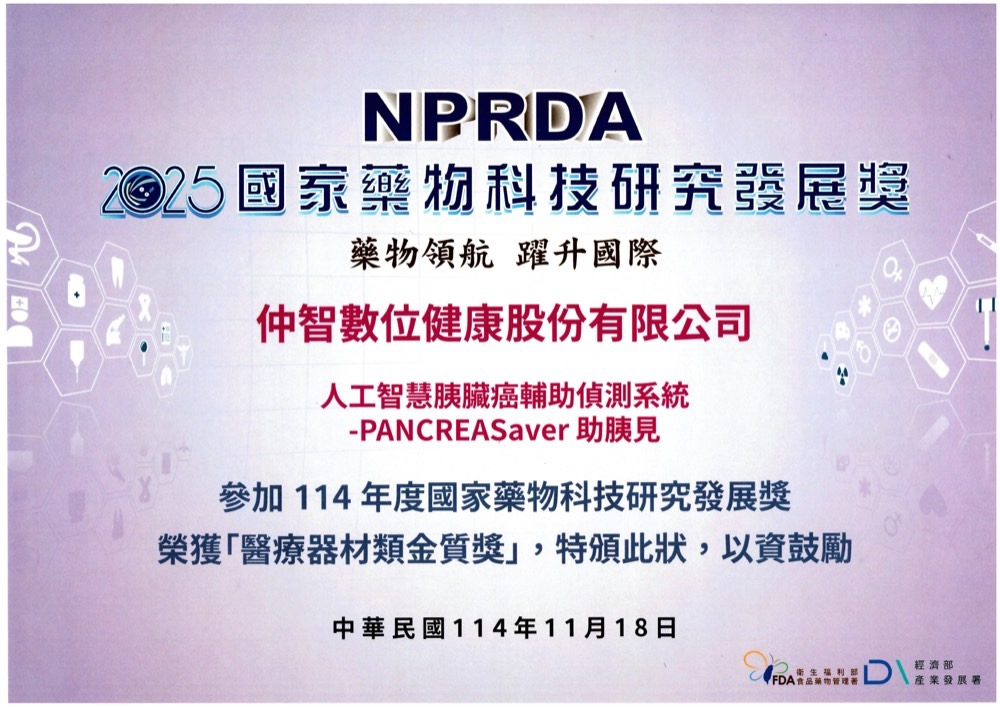 NPRDA
2025國家藥物科技研究發展獎
藥物領航 躍升國際
仲智數位健康股份有限公司
人工智慧胰臟癌輔助偵測系統
-PANCREASaver 助胰見
參加 114 年度國家藥物科技研究發展獎
榮獲「醫療器材類金質獎」，特頒此狀，以資鼓勵
中華民國114年11月18日
衛生福利部
FDA食品藥物管理署
經濟部
產業發展署